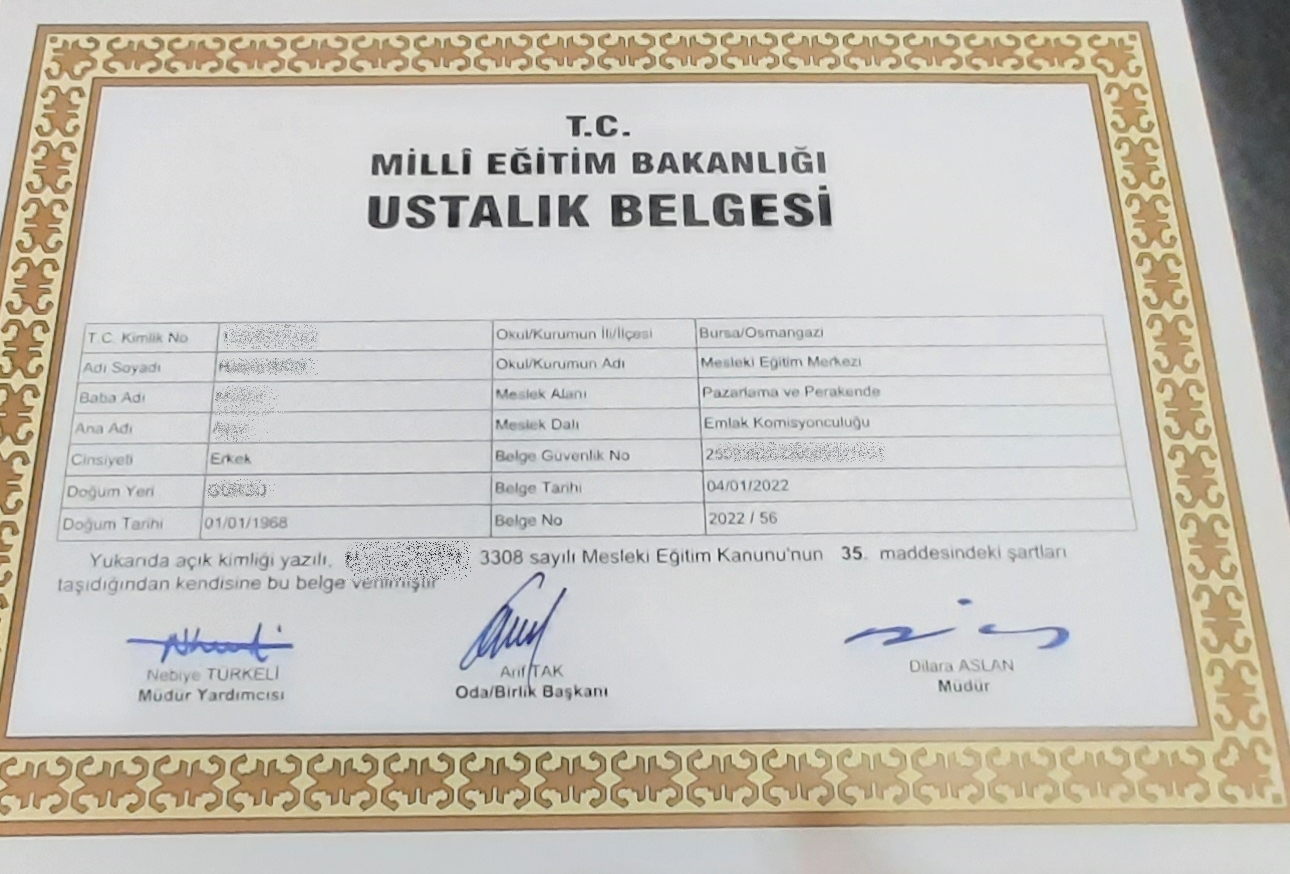 T.C.
MİLLÎ EĞİTİM BAKANLIĞI
USTALIK BELGESİ
T.C. Kimlik No Okul/Kurumun İli/İlçesi Bursa/Osmangazi
Adı Soyadı Okul/Kurumun Adı Mesleki Eğitim Merkezi
Baba Adı Meslek Alanı Pazarlama ve Perakende
Ana Adı Meslek Dalı Emlak Komisyonculuğu
Cinsiyeti Erkek Belge Güvenlik No
Doğum Yeri Belge Tarihi 04/01/2022
Doğum Tarihi 01/01/1968 Belge No 2022 / 56
Yukarıda açık kimliği yazılı, 3308 sayılı Mesleki Eğitim Kanunu'nun 35. maddesindeki şartları
taşıdığından kendisine bu belge verilmiştir
Nebiye TÜRKELİ Arif TAK Dilara ASLAN
Müdür Yardımcısı Oda/Birlik Başkanı Müdür